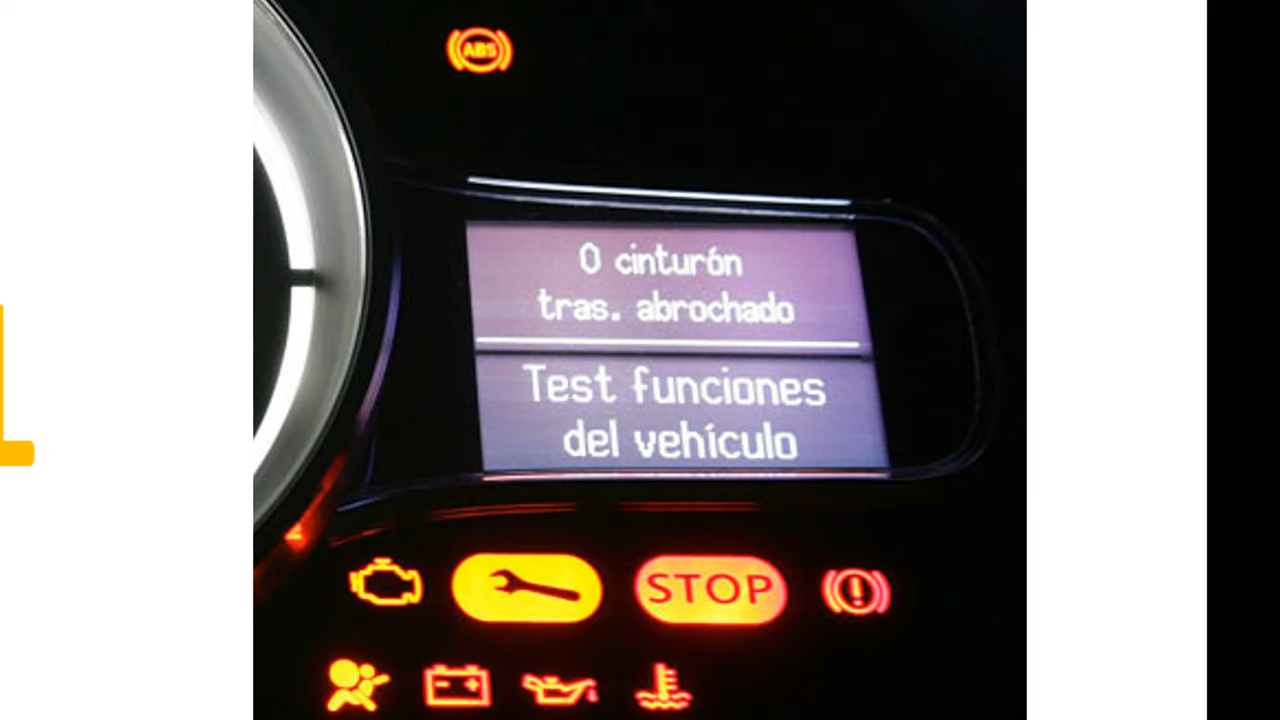 ABS
0 cinturón
tras. abrochado
Test funciones
del vehículo
STOP